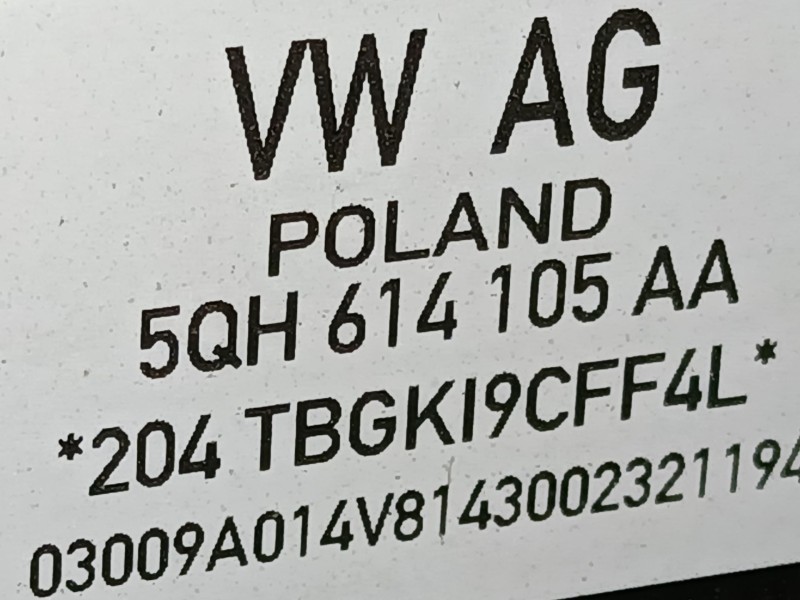 VW AG
POLAND
5QH 614 105 AA
*204 TBGKI9CFF4L*
03009A014V8143002321194